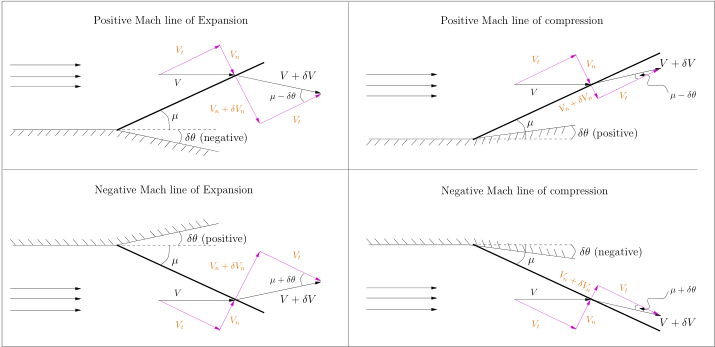 Positive Mach line of Expansion
V_t
V_n
V
V + δV
μ − δθ
V_n + δV_n
V_t
μ
δθ (negative)
Positive Mach line of compression
V_t
V_n
V
V + δV
V_n + δV_n
V_t
μ − δθ
μ
δθ (positive)
Negative Mach line of Expansion
δθ (positive)
μ
V_n + δV_n
V_t
μ + δθ
V
V + δV
V_t
V_n
Negative Mach line of compression
δθ (negative)
μ
V_n + δV_n
V_t
μ + δθ
V
V + δV
V_t
V_n